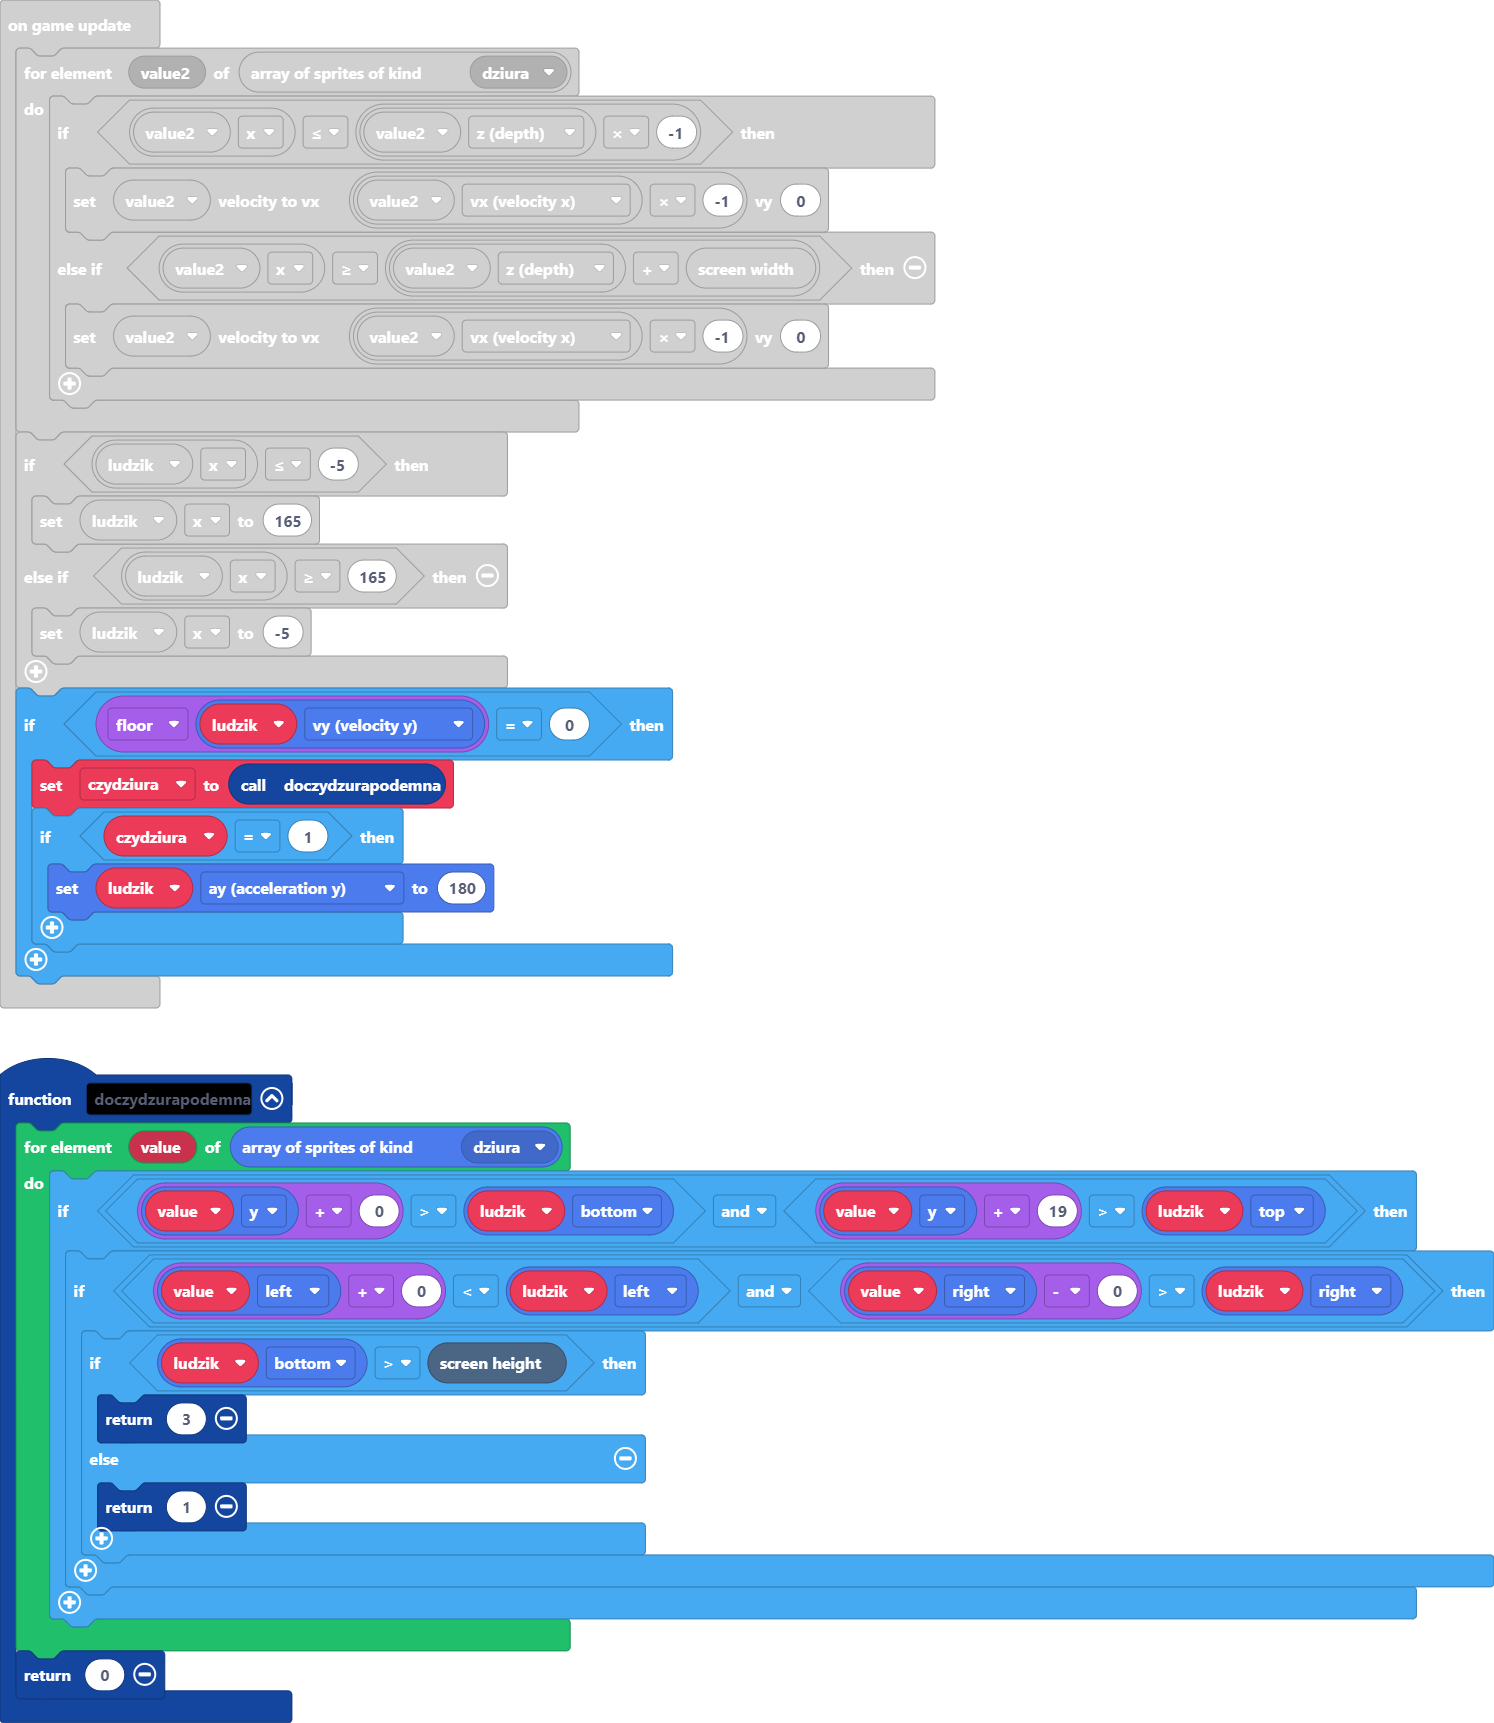 on game update
for element value2 of array of sprites of kind dziura
do
if value2 x ≤ value2 z (depth) × -1 then
set value2 velocity to vx value2 vx (velocity x) × -1 vy 0
else if value2 x ≥ value2 z (depth) + screen width then
set value2 velocity to vx value2 vx (velocity x) × -1 vy 0
if ludzik x ≤ -5 then
set ludzik x to 165
else if ludzik x ≥ 165 then
set ludzik x to -5
if floor ludzik vy (velocity y) = 0 then
set czydziura to call doczydzurapodemna
if czydziura = 1 then
set ludzik ay (acceleration y) to 180
function doczydzurapodemna
for element value of array of sprites of kind dziura
do
if value y + 0 > ludzik bottom and value y + 19 > ludzik top then
if value left + 0 < ludzik left and value right - 0 > ludzik right then
if ludzik bottom > screen height then
return 3
else
return 1
return 0